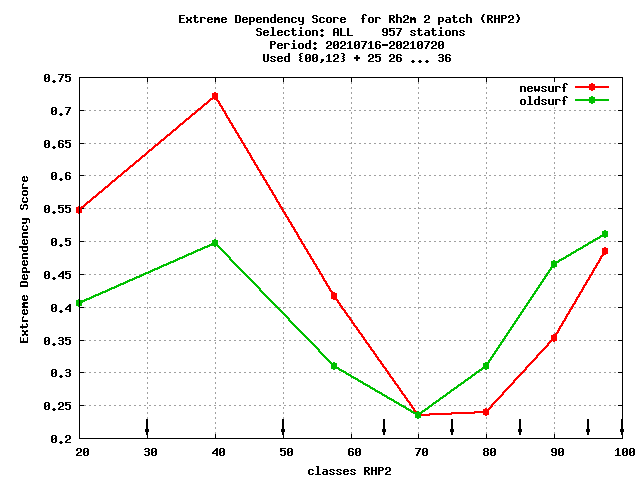 Extreme Dependency Score  for Rh2m 2 patch (RHP2)
Selection: ALL    957 stations
Period: 20210716-20210720
Used {00,12} + 25 26 ... 36
newsurf
oldsurf
0.75
0.7
0.65
0.6
0.55
0.5
0.45
0.4
0.35
0.3
0.25
0.2
Extreme Dependency Score
20 30 40 50 60 70 80 90 100
classes RHP2